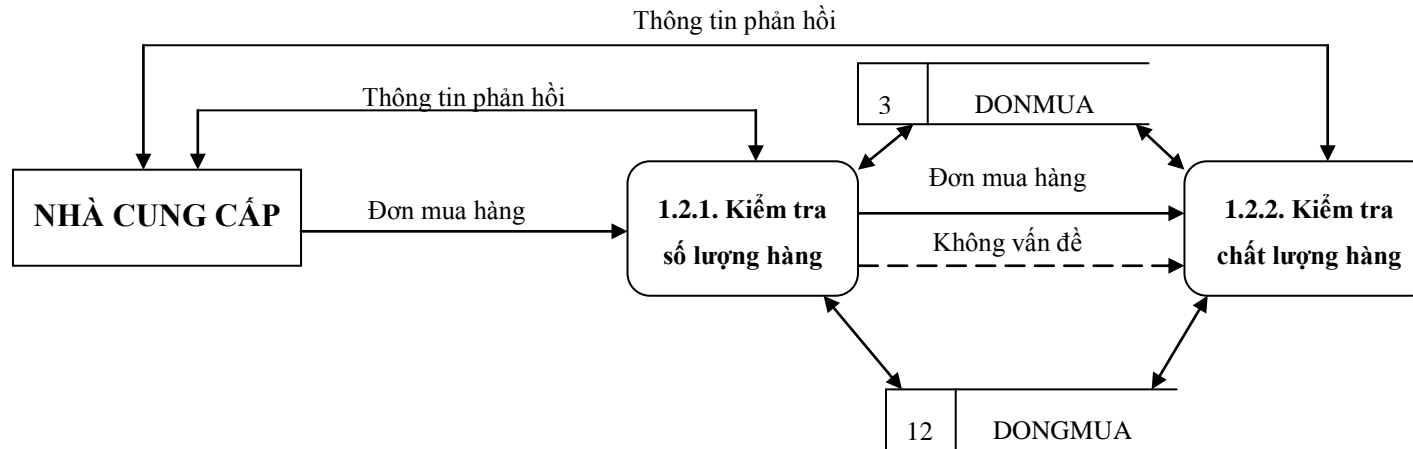 Thông tin phản hồi
Thông tin phản hồi
3 DONMUA
NHÀ CUNG CẤP
Đơn mua hàng
1.2.1. Kiểm tra
số lượng hàng
Đơn mua hàng
Không vấn đề
1.2.2. Kiểm tra
chất lượng hàng
12 DONGMUA